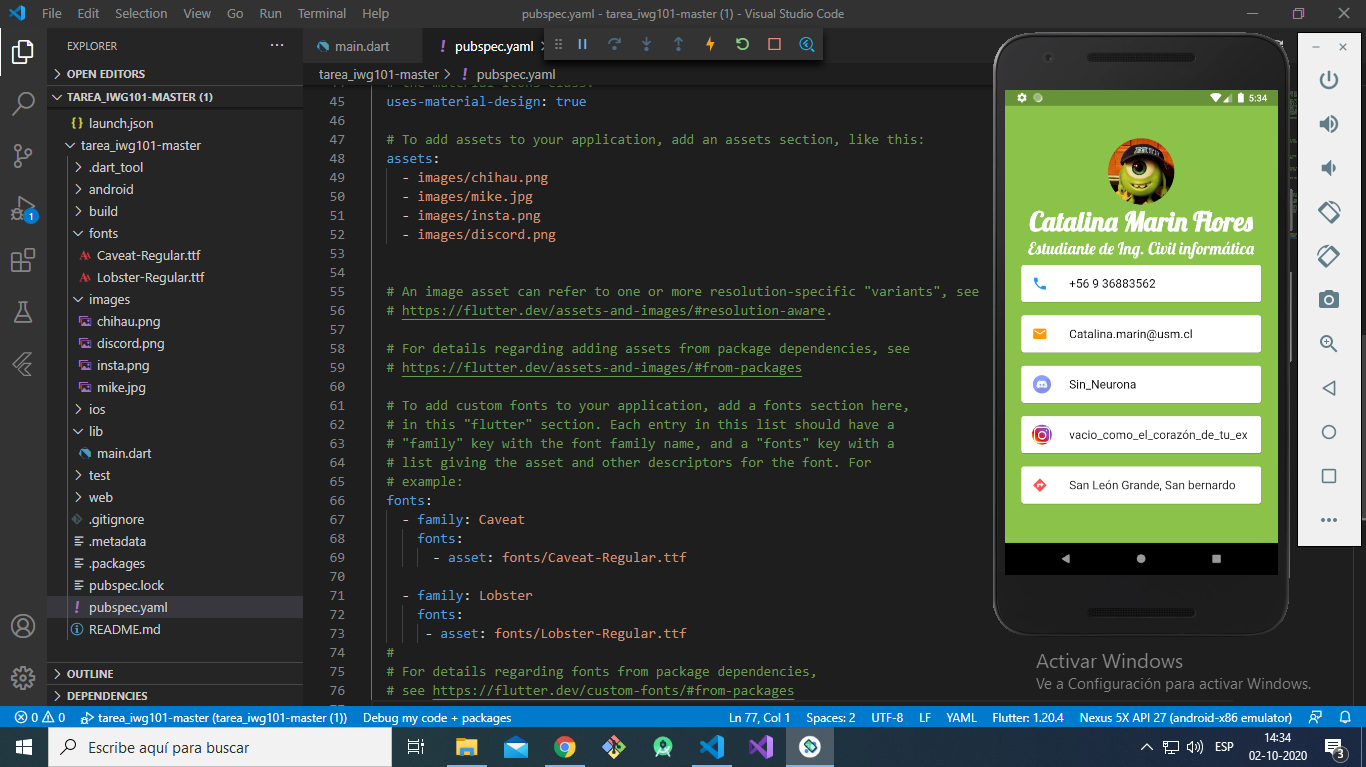 File Edit Selection View Go Run Terminal Help
pubspec.yaml - tarea_iwg101-master (1) - Visual Studio Code
EXPLORER
OPEN EDITORS
TAREA_IWG101-MASTER (1)
launch.json
tarea_iwg101-master
.dart_tool
android
build
fonts
Caveat-Regular.ttf
Lobster-Regular.ttf
images
chihau.png
discord.png
insta.png
mike.jpg
ios
lib
main.dart
test
web
.gitignore
.metadata
.packages
pubspec.lock
pubspec.yaml
README.md
OUTLINE
DEPENDENCIES
1
main.dart
pubspec.yaml
tarea_iwg101-master > pubspec.yaml
45 uses-material-design: true
46
47 # To add assets to your application, add an assets section, like this:
48 assets:
49 - images/chihau.png
50 - images/mike.jpg
51 - images/insta.png
52 - images/discord.png
53
54
55 # An image asset can refer to one or more resolution-specific "variants", see
56 # https://flutter.dev/assets-and-images/#resolution-aware.
57
58 # For details regarding adding assets from package dependencies, see
59 # https://flutter.dev/assets-and-images/#from-packages
60
61 # To add custom fonts to your application, add a fonts section here,
62 # in this "flutter" section. Each entry in this list should have a
63 # "family" key with the font family name, and a "fonts" key with a
64 # list giving the asset and other descriptors for the font. For
65 # example:
66 fonts:
67 - family: Caveat
68 fonts:
69 - asset: fonts/Caveat-Regular.ttf
70
71 - family: Lobster
72 fonts:
73 - asset: fonts/Lobster-Regular.ttf
74 #
75 # For details regarding fonts from package dependencies,
76 # see https://flutter.dev/custom-fonts/#from-packages
5:34
Catalina Marin Flores
Estudiante de Ing. Civil informática
+56 9 36883562
Catalina.marin@usm.cl
Sin_Neurona
vacio_como_el_corazón_de_tu_ex
San León Grande, San bernardo
Activar Windows
Ve a Configuración para activar Windows.
0 0 tarea_iwg101-master (tarea_iwg101-master (1)) Debug my code + packages
Ln 77, Col 1 Spaces: 2 UTF-8 LF YAML Flutter: 1.20.4 Nexus 5X API 27 (android-x86 emulator)
Escribe aquí para buscar
ESP
14:34
02-10-2020
3